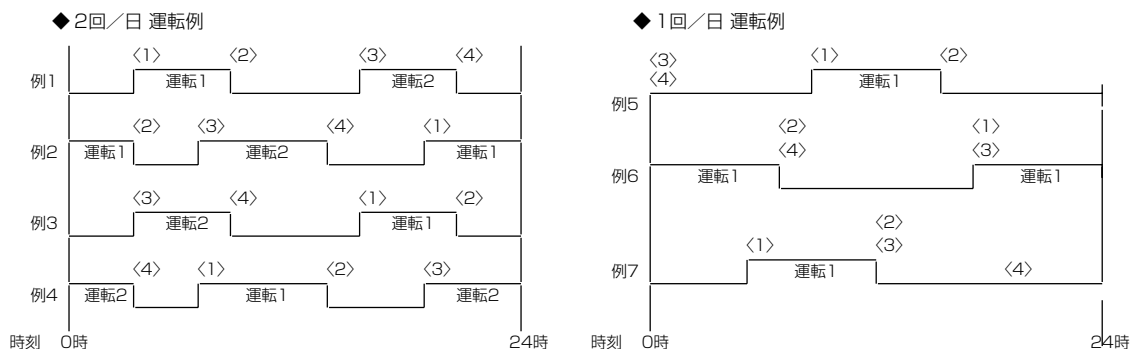 ◆ 2回／日 運転例
〈1〉 〈2〉 〈3〉 〈4〉
例1 運転1 運転2
〈2〉 〈3〉 〈4〉 〈1〉
例2 運転1 運転2 運転1
〈3〉 〈4〉 〈1〉 〈2〉
例3 運転2 運転1
〈4〉 〈1〉 〈2〉 〈3〉
例4 運転2 運転1 運転2
時刻 0時 24時
◆ 1回／日 運転例
〈3〉 〈1〉 〈2〉
〈4〉 運転1
例5
〈2〉 〈1〉
〈4〉 〈3〉
例6 運転1 運転1
〈2〉
〈1〉 〈3〉
例7 運転1 〈4〉
時刻 0時 24時